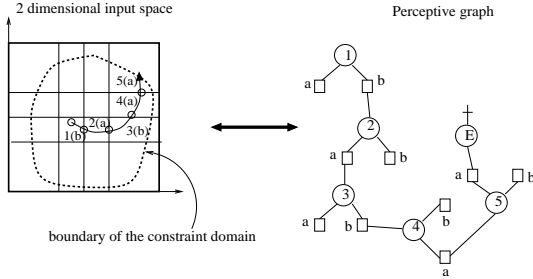 2 dimensional input space
Perceptive graph
5(a)
4(a)
2(a)
3(b)
1(b)
boundary of the constraint domain
1
a
b
2
a
b
E
a
b
3
5
a
b
4
b
a